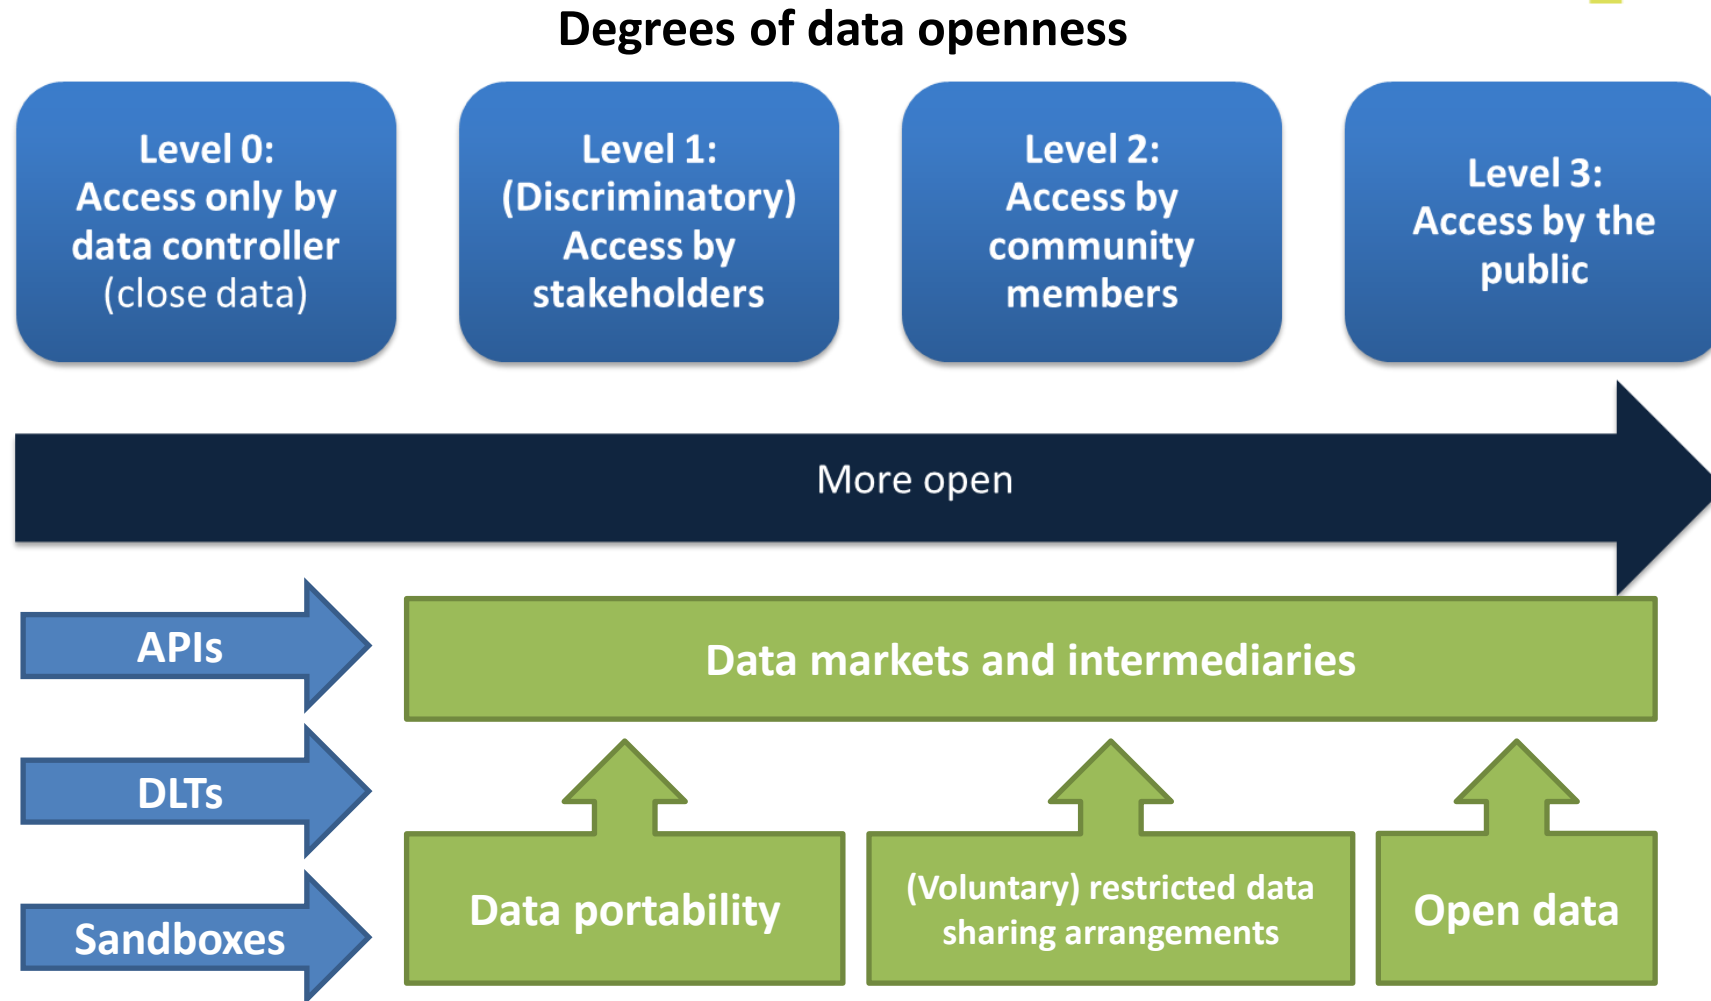 Degrees of data openness
Level 0:
Access only by
data controller
(close data)
Level 1:
(Discriminatory)
Access by
stakeholders
Level 2:
Access by
community
members
Level 3:
Access by the
public
More open
APIs
DLTs
Sandboxes
Data markets and intermediaries
Data portability
(Voluntary) restricted data
sharing arrangements
Open data